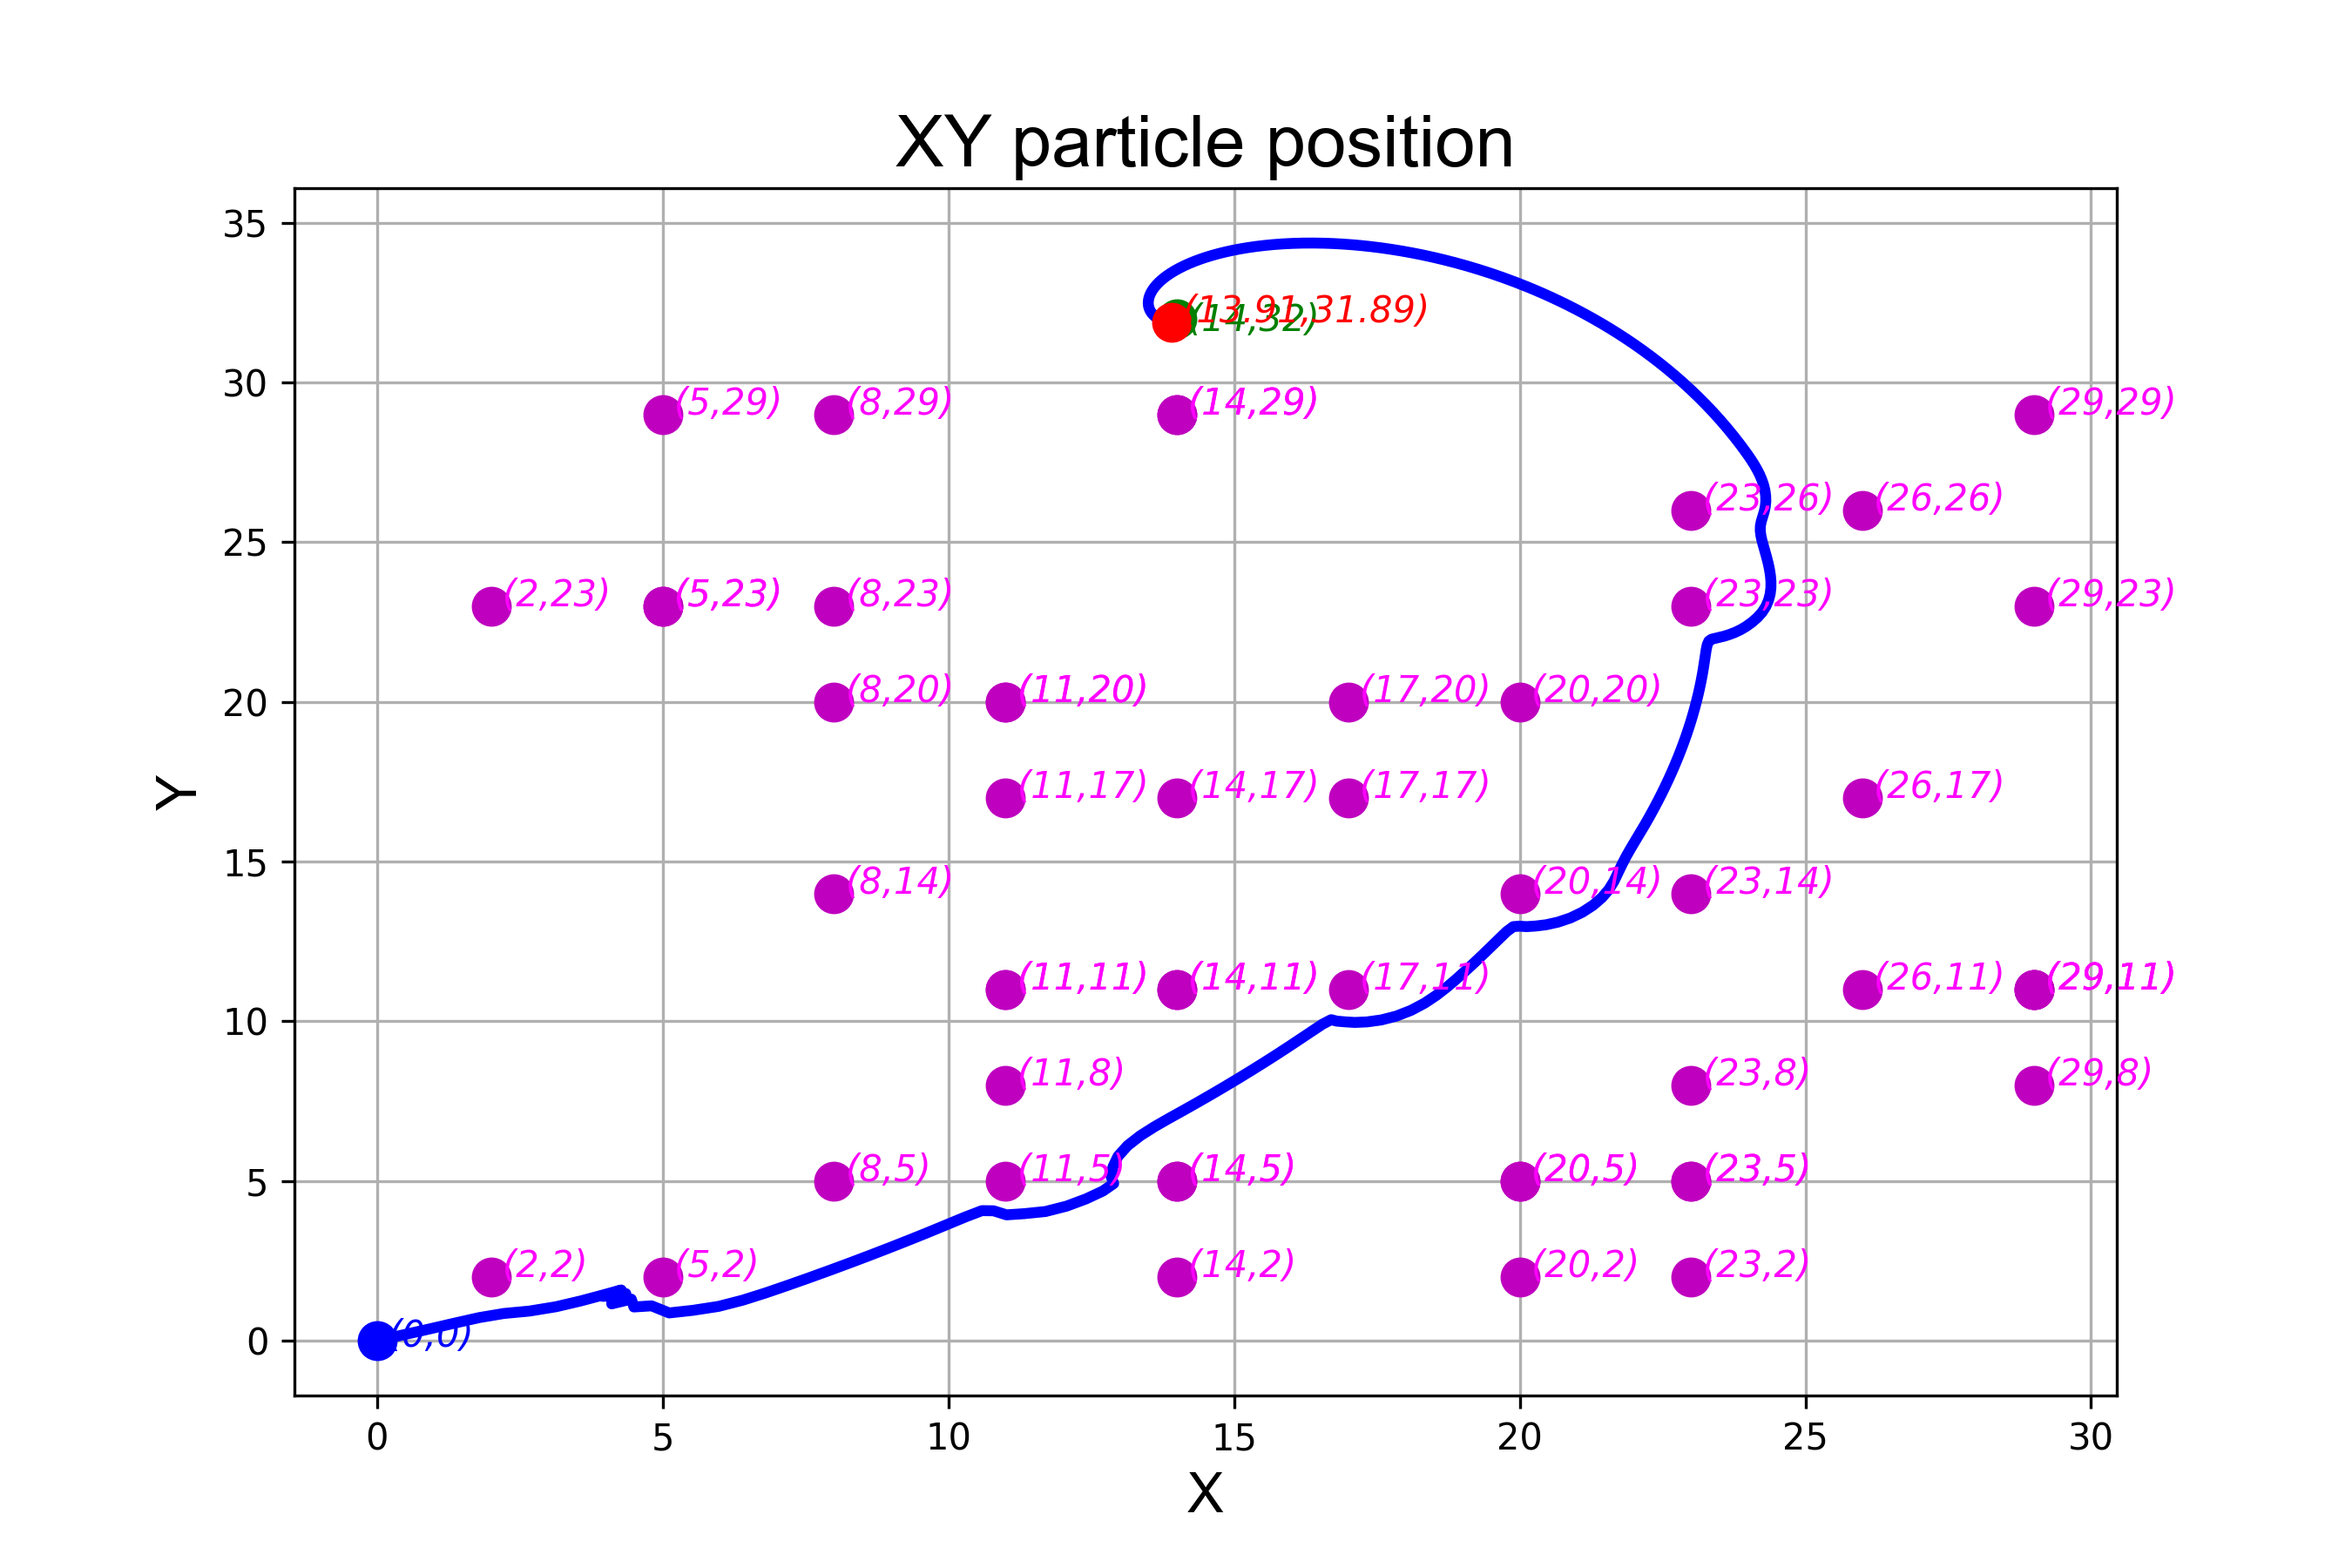 XY particle position
35
(13.91,31.89)
(14,32)
30
(5,29) (8,29) (14,29) (29,29)
(23,26) (26,26)
25
(2,23) (5,23) (8,23) (23,23) (29,23)
20
(8,20) (11,20) (17,20) (20,20)
(11,17) (14,17) (17,17) (26,17)
Y
15
(8,14) (20,14) (23,14)
(11,11) (14,11) (17,11) (26,11) (29,11)
10
(11,8) (23,8) (29,8)
5
(8,5) (11,5) (14,5) (20,5) (23,5)
(2,2) (5,2) (14,2) (20,2) (23,2)
0
(0,0)
0 5 10 15 20 25 30
X